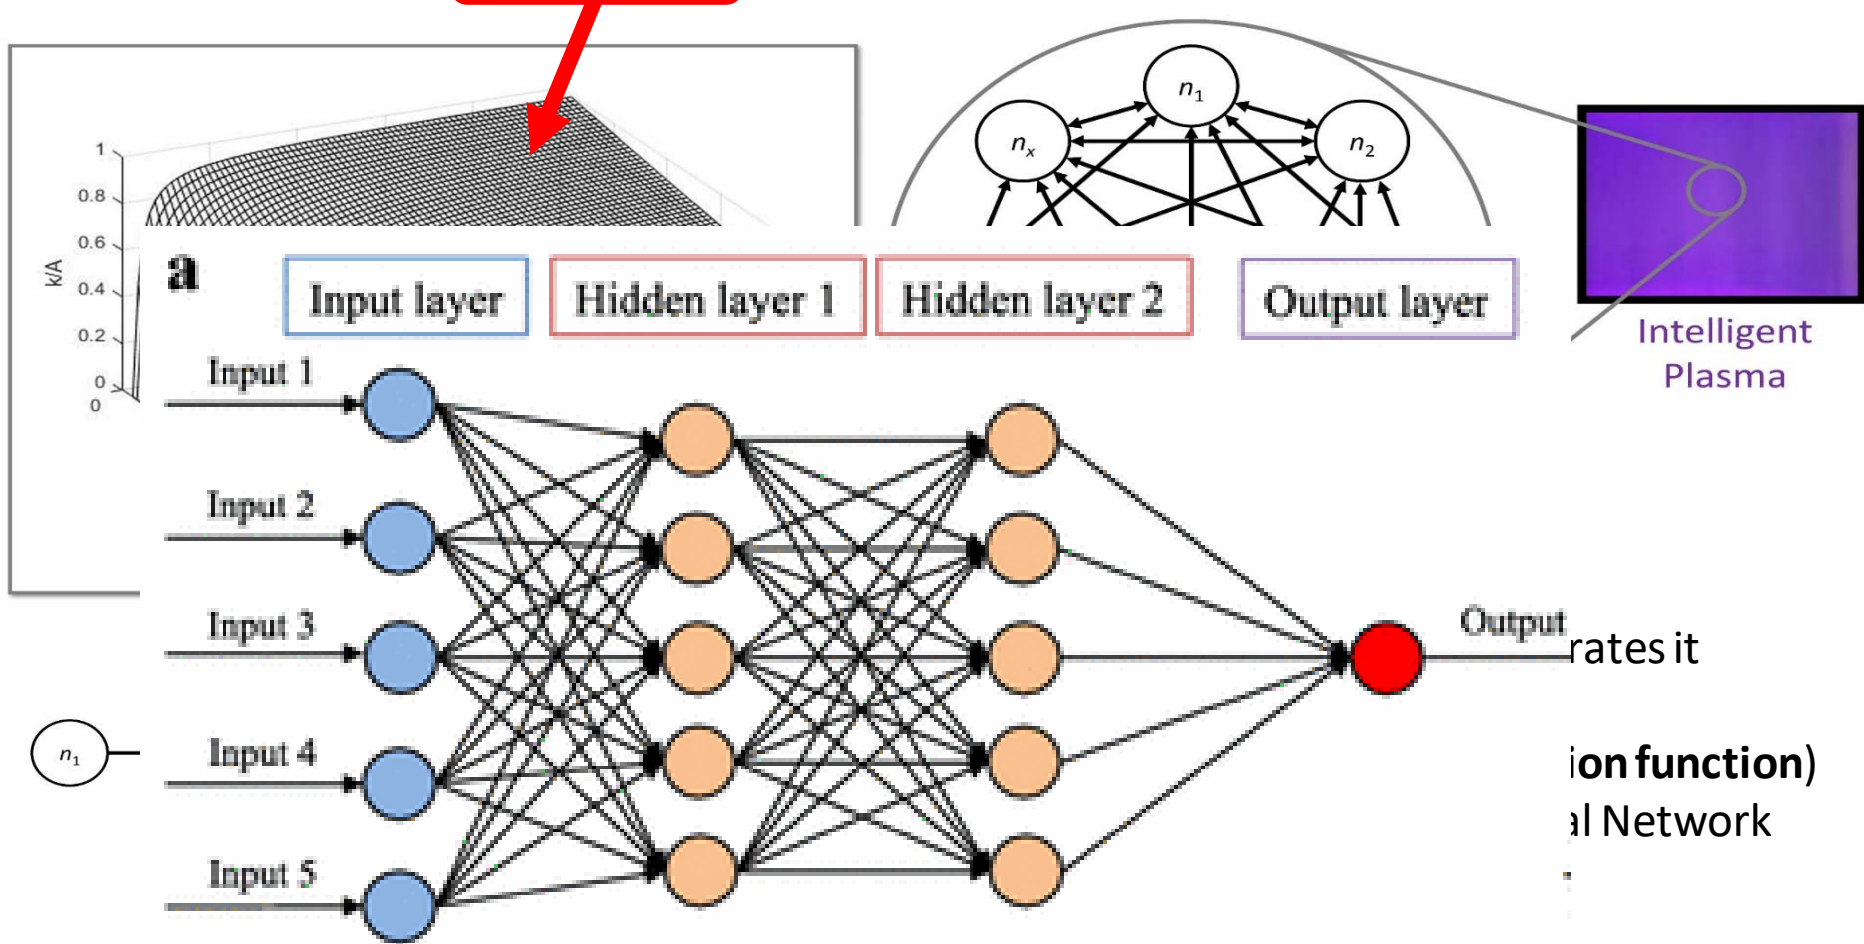 n₁
nₓ
n₂
1
0.8
0.6
0.4
0.2
0
0
k/A
Intelligent
Plasma
a
Input layer
Hidden layer 1
Hidden layer 2
Output layer
Input 1
Input 2
Input 3
Input 4
Input 5
Output
rates it
n₁
ion function)
al Network